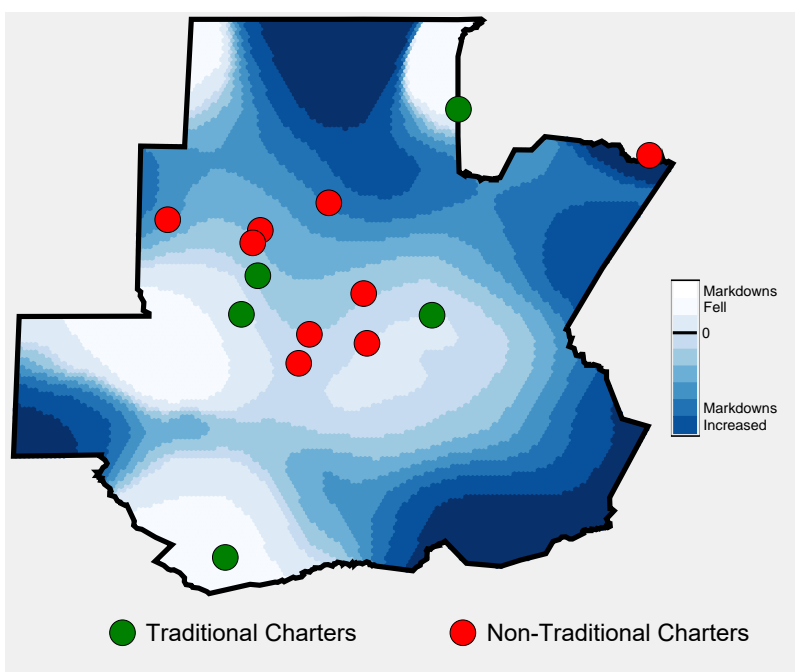 Markdowns
Fell
0
Markdowns
Increased
Traditional Charters
Non-Traditional Charters